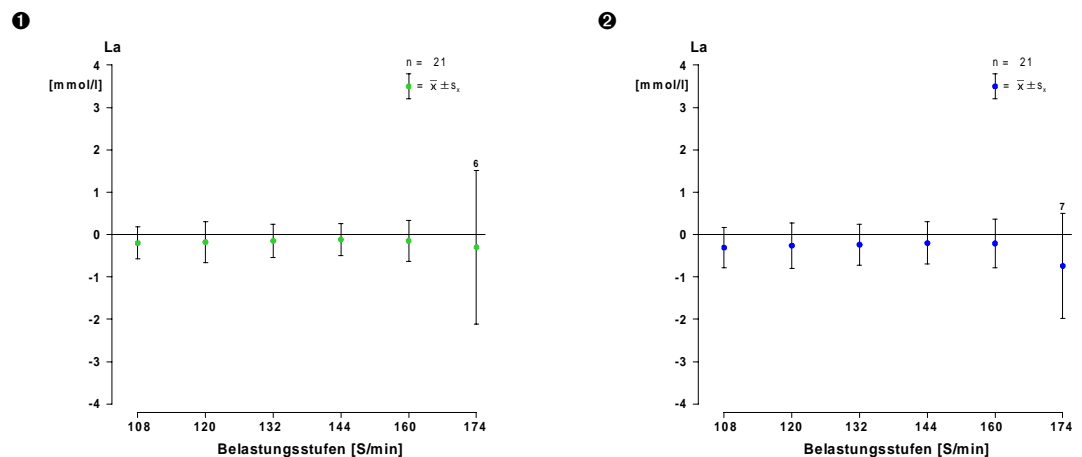 ❶
La
[mmol/l]
n = 21
= x̅ ± sₓ
4
3
2
1
0
-1
-2
-3
-4
6
108 120 132 144 160 174
Belastungsstufen [S/min]
❷
La
[mmol/l]
n = 21
= x̅ ± sₓ
4
3
2
1
0
-1
-2
-3
-4
7
108 120 132 144 160 174
Belastungsstufen [S/min]